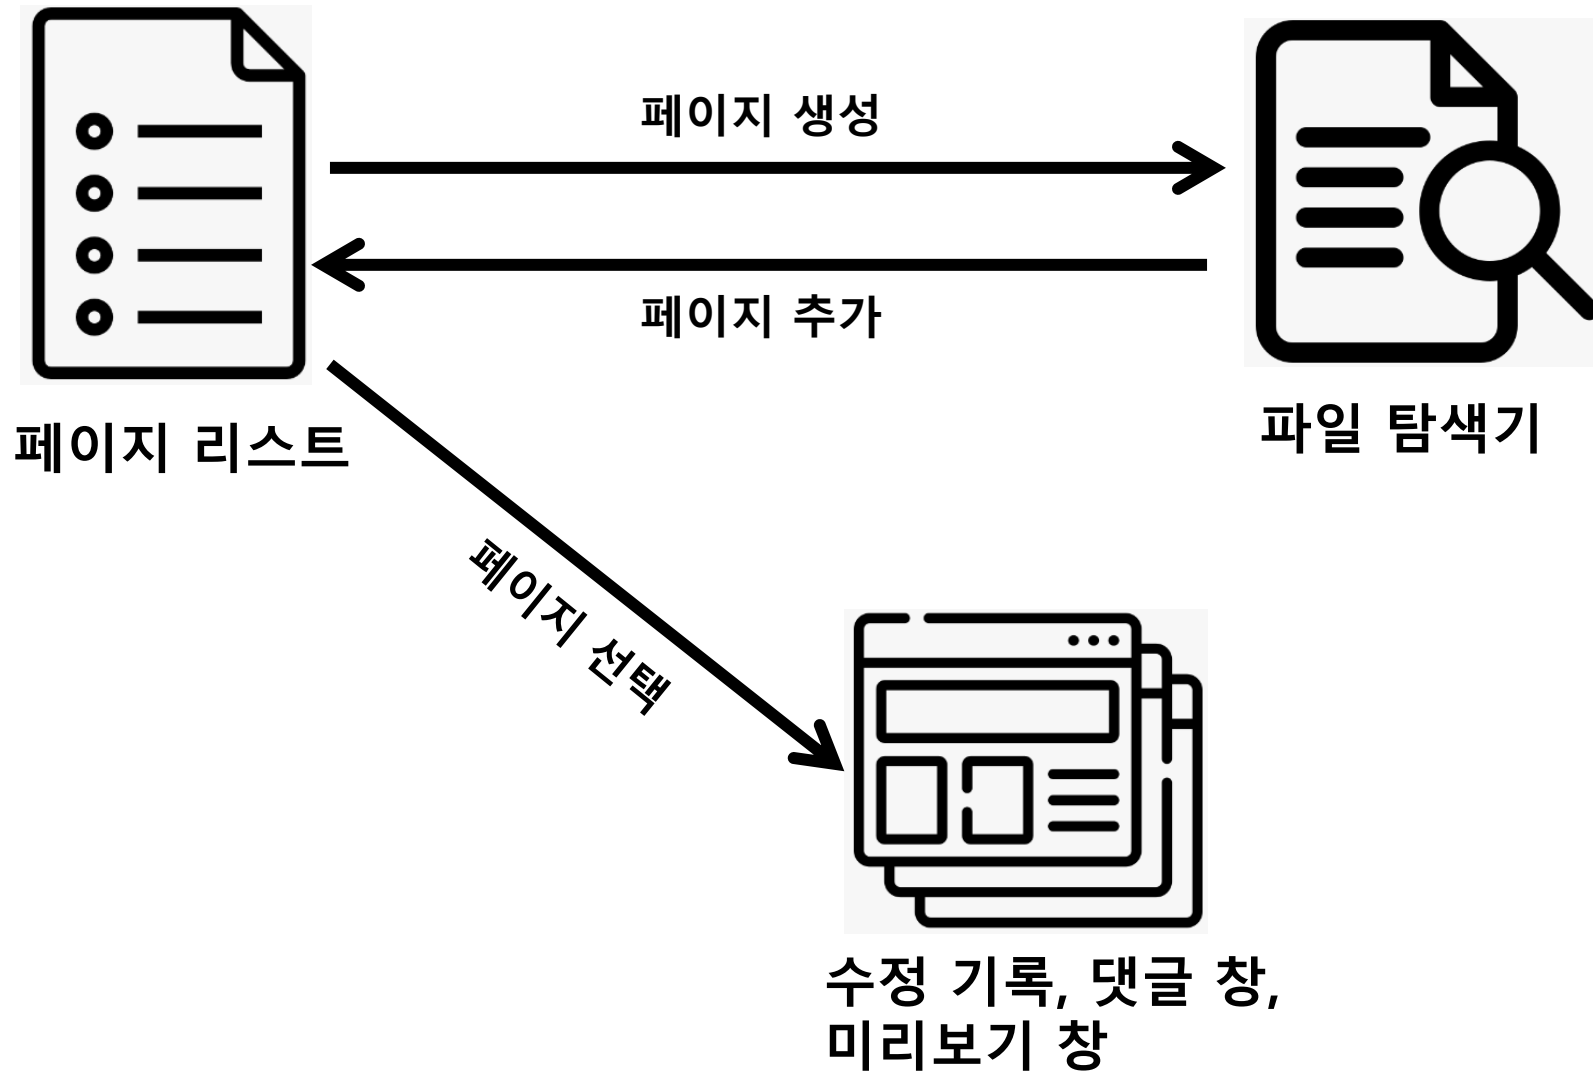 페이지 생성
페이지 추가
페이지 리스트
파일 탐색기
페이지 선택
수정 기록, 댓글 창,
미리보기 창